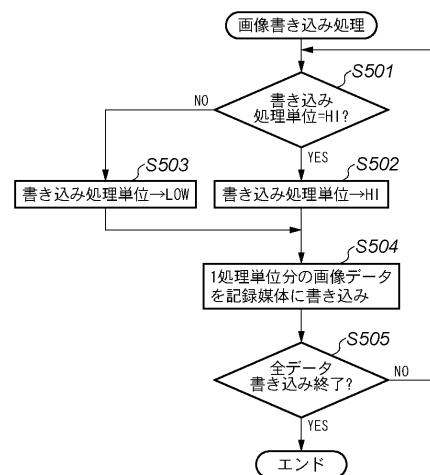 画像書き込み処理
S501
書き込み
処理単位=HI?
NO
YES
S503
S502
書き込み処理単位→LOW
書き込み処理単位→HI
S504
1処理単位分の画像データ
を記録媒体に書き込み
S505
全データ
書き込み終了?
NO
YES
エンド